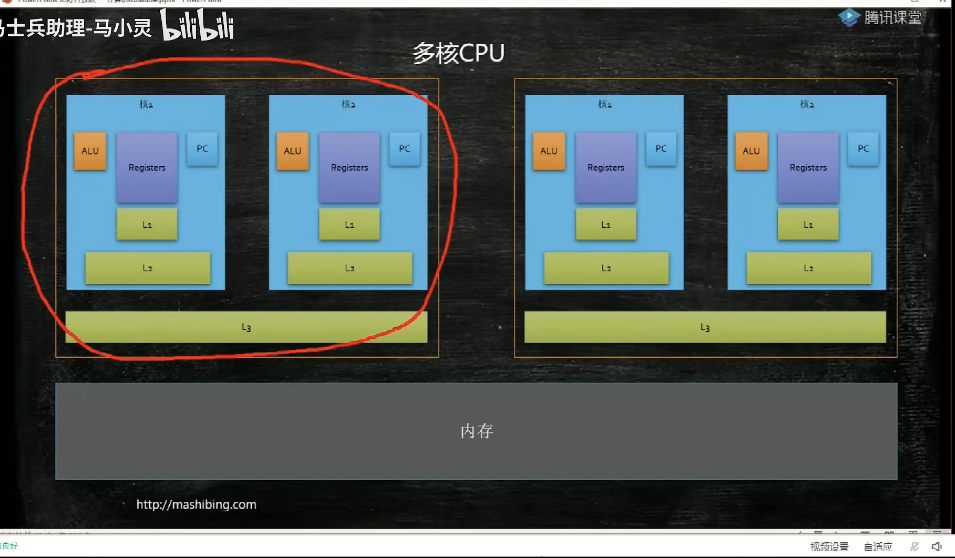 马士兵助理-马小灵 bilibili
腾讯课堂
多核CPU
核1
核2
核1
核2
ALU
Registers
PC
ALU
Registers
PC
ALU
Registers
PC
ALU
Registers
PC
L1
L1
L1
L1
L2
L2
L2
L2
L3
L3
内存
http://mashibing.com
良好
视频设置
自适应